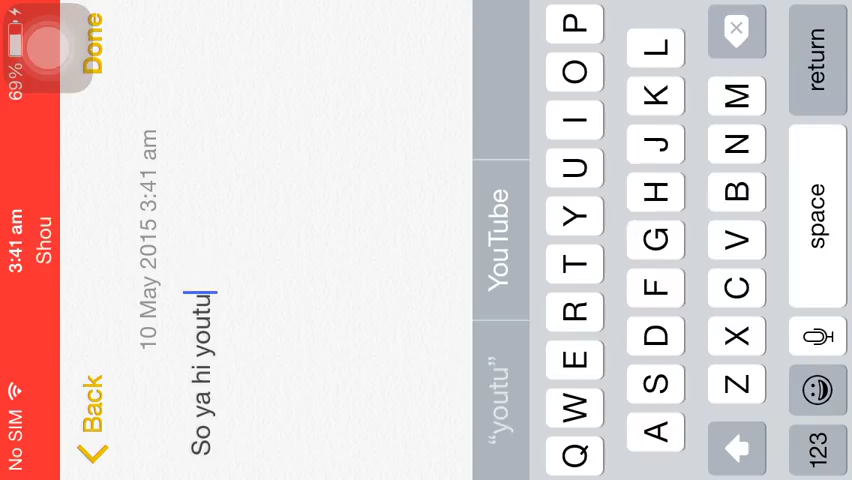 No SIM 3:41 am 69%
Shou
Back Done
10 May 2015 3:41 am
So ya hi youtu
“youtu” YouTube
Q W E R T Y U I O P
A S D F G H J K L
Z X C V B N M
123 space return